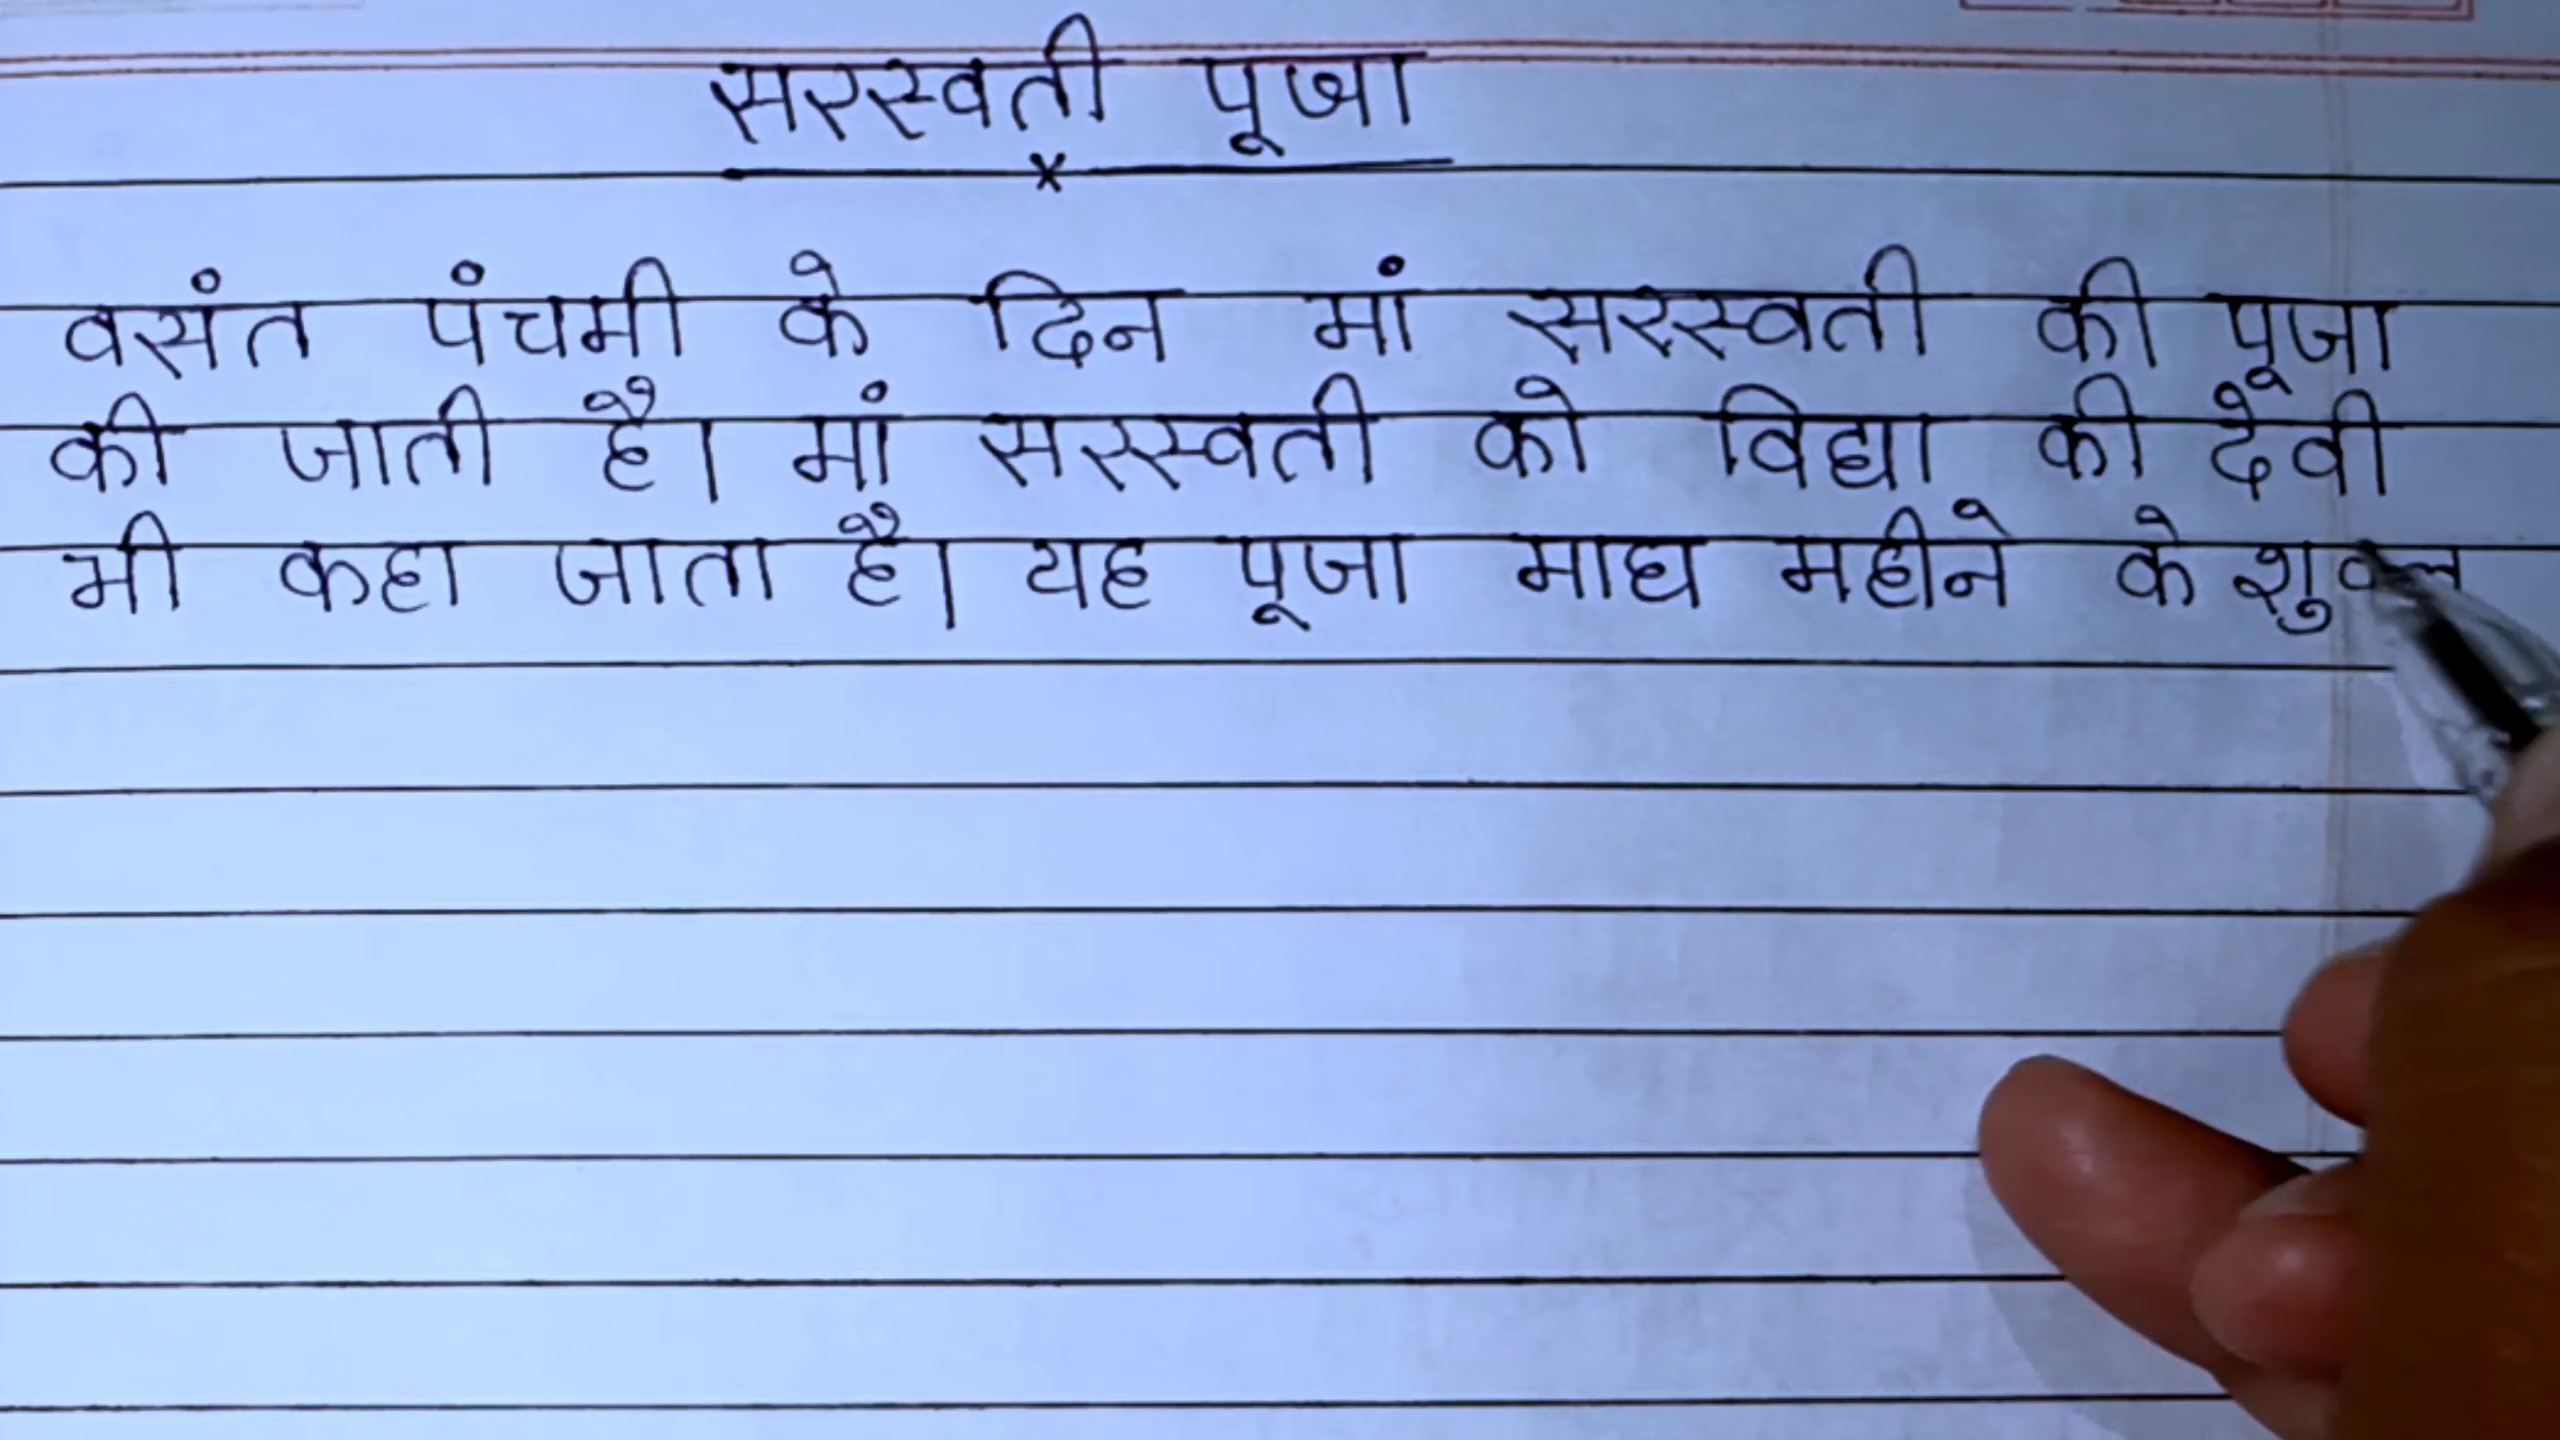 सरस्वती पूजा
वसंत पंचमी के दिन मां सरस्वती की पूजा
की जाती है। मां सरस्वती को विद्या की देवी
भी कहा जाता है। यह पूजा माघ महीने के शुक्ल